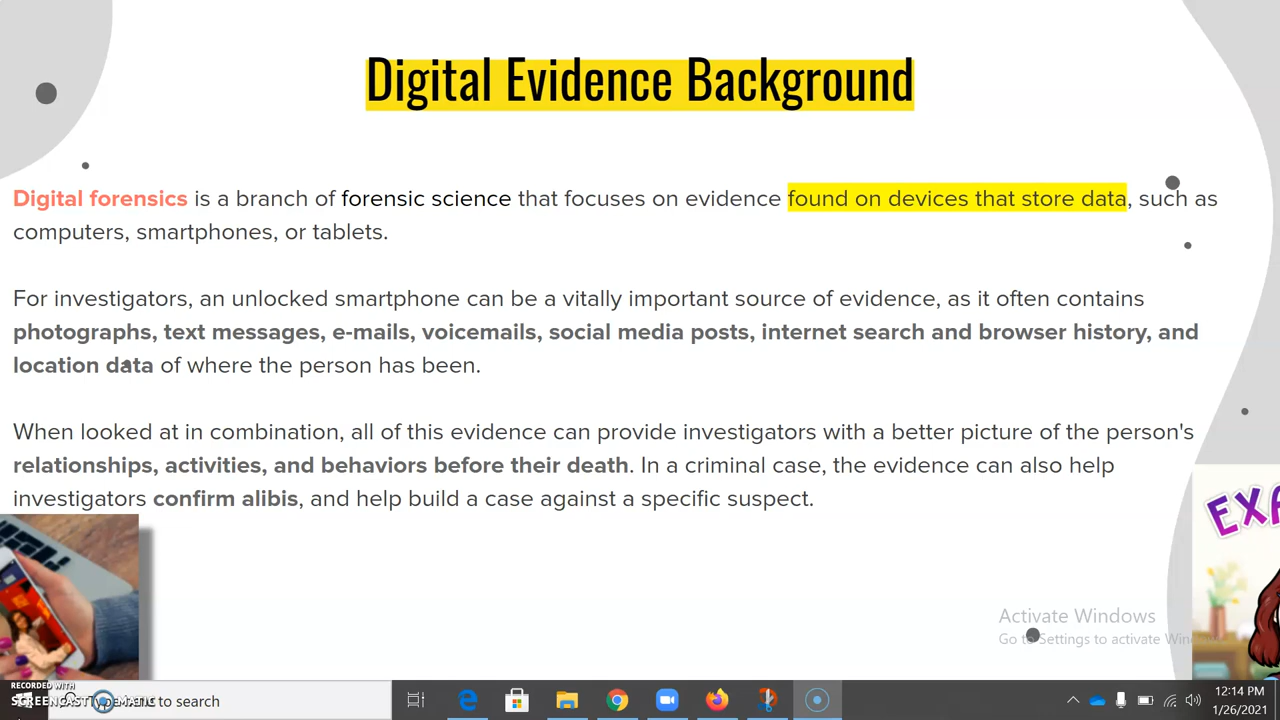 Digital Evidence Background
Digital forensics is a branch of forensic science that focuses on evidence found on devices that store data, such as
computers, smartphones, or tablets.
For investigators, an unlocked smartphone can be a vitally important source of evidence, as it often contains
photographs, text messages, e-mails, voicemails, social media posts, internet search and browser history, and
location data of where the person has been.
When looked at in combination, all of this evidence can provide investigators with a better picture of the person's
relationships, activities, and behaviors before their death. In a criminal case, the evidence can also help
investigators confirm alibis, and help build a case against a specific suspect.
EXA
Activate Windows
Go to Settings to activate Windows
RECORDED WITH
SCREENCAST MATIC
Type here to search
12:14 PM
1/26/2021